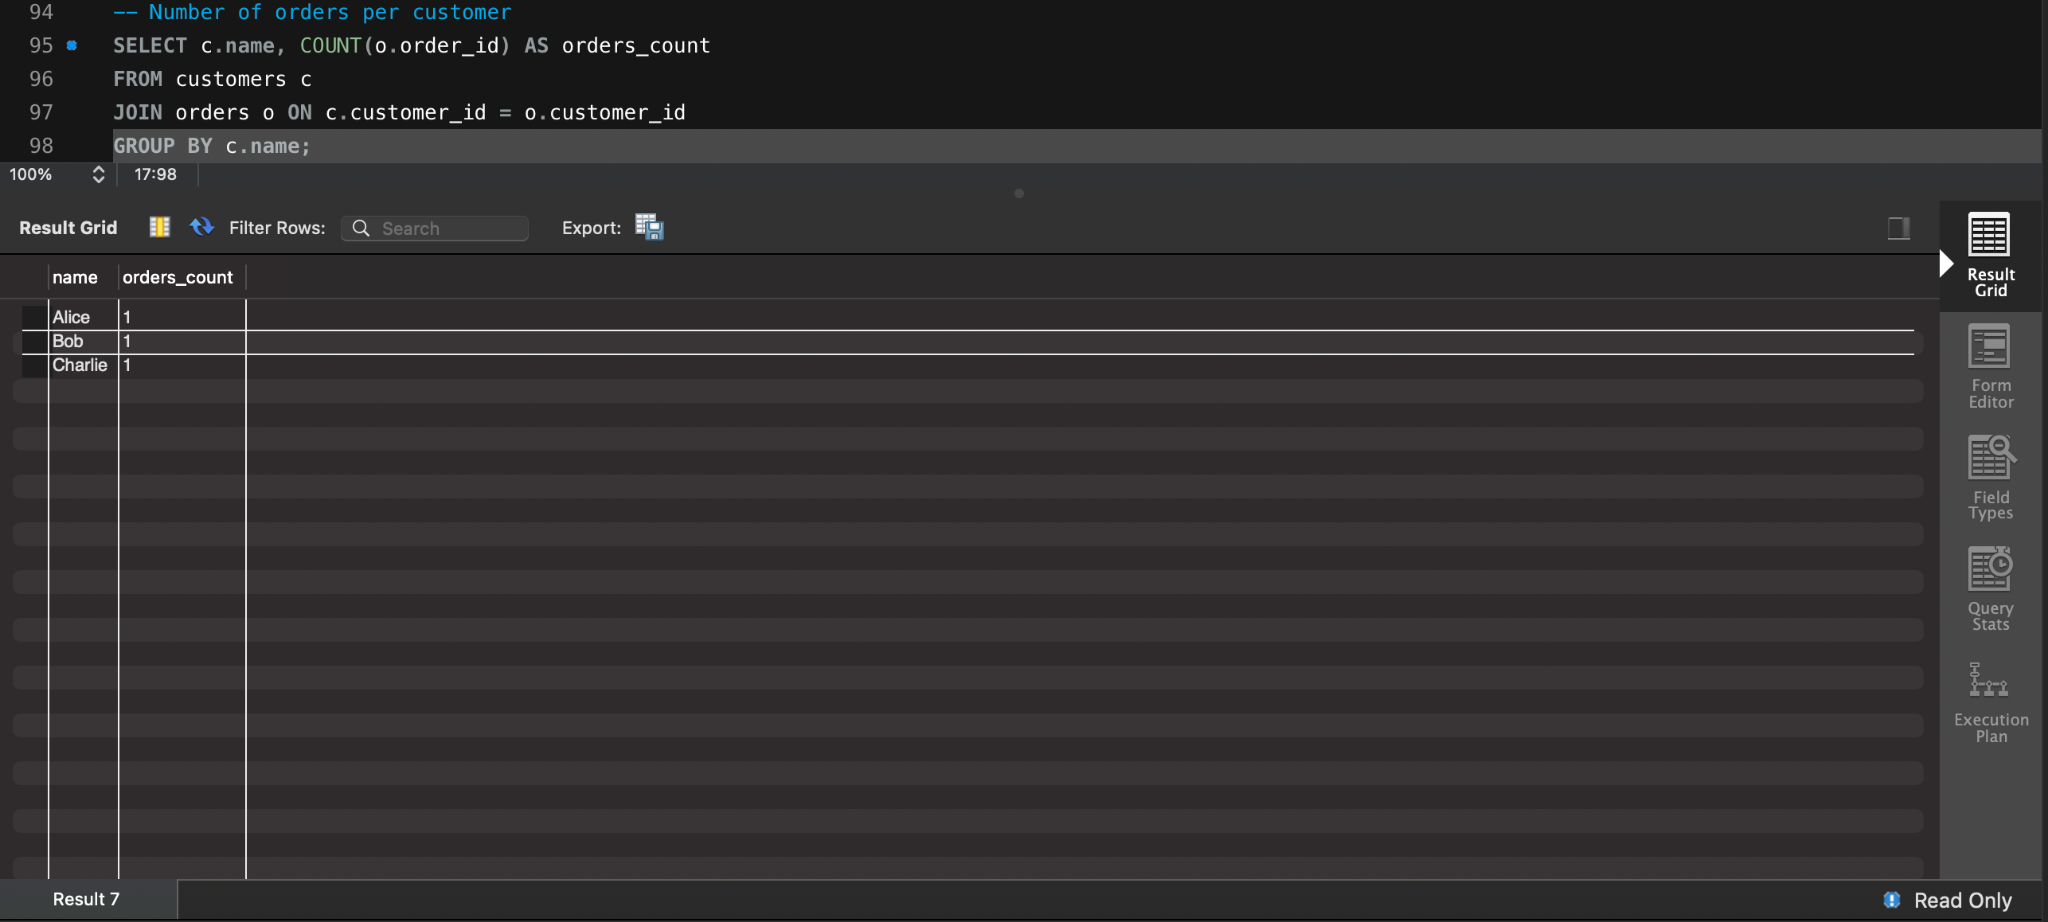 94 -- Number of orders per customer
95 SELECT c.name, COUNT(o.order_id) AS orders_count
96 FROM customers c
97 JOIN orders o ON c.customer_id = o.customer_id
98 GROUP BY c.name;
100% 17:98
Result Grid Filter Rows: Search Export:
name orders_count
Alice 1
Bob 1
Charlie 1
Result
Grid
Form
Editor
Field
Types
Query
Stats
Execution
Plan
Result 7 Read Only